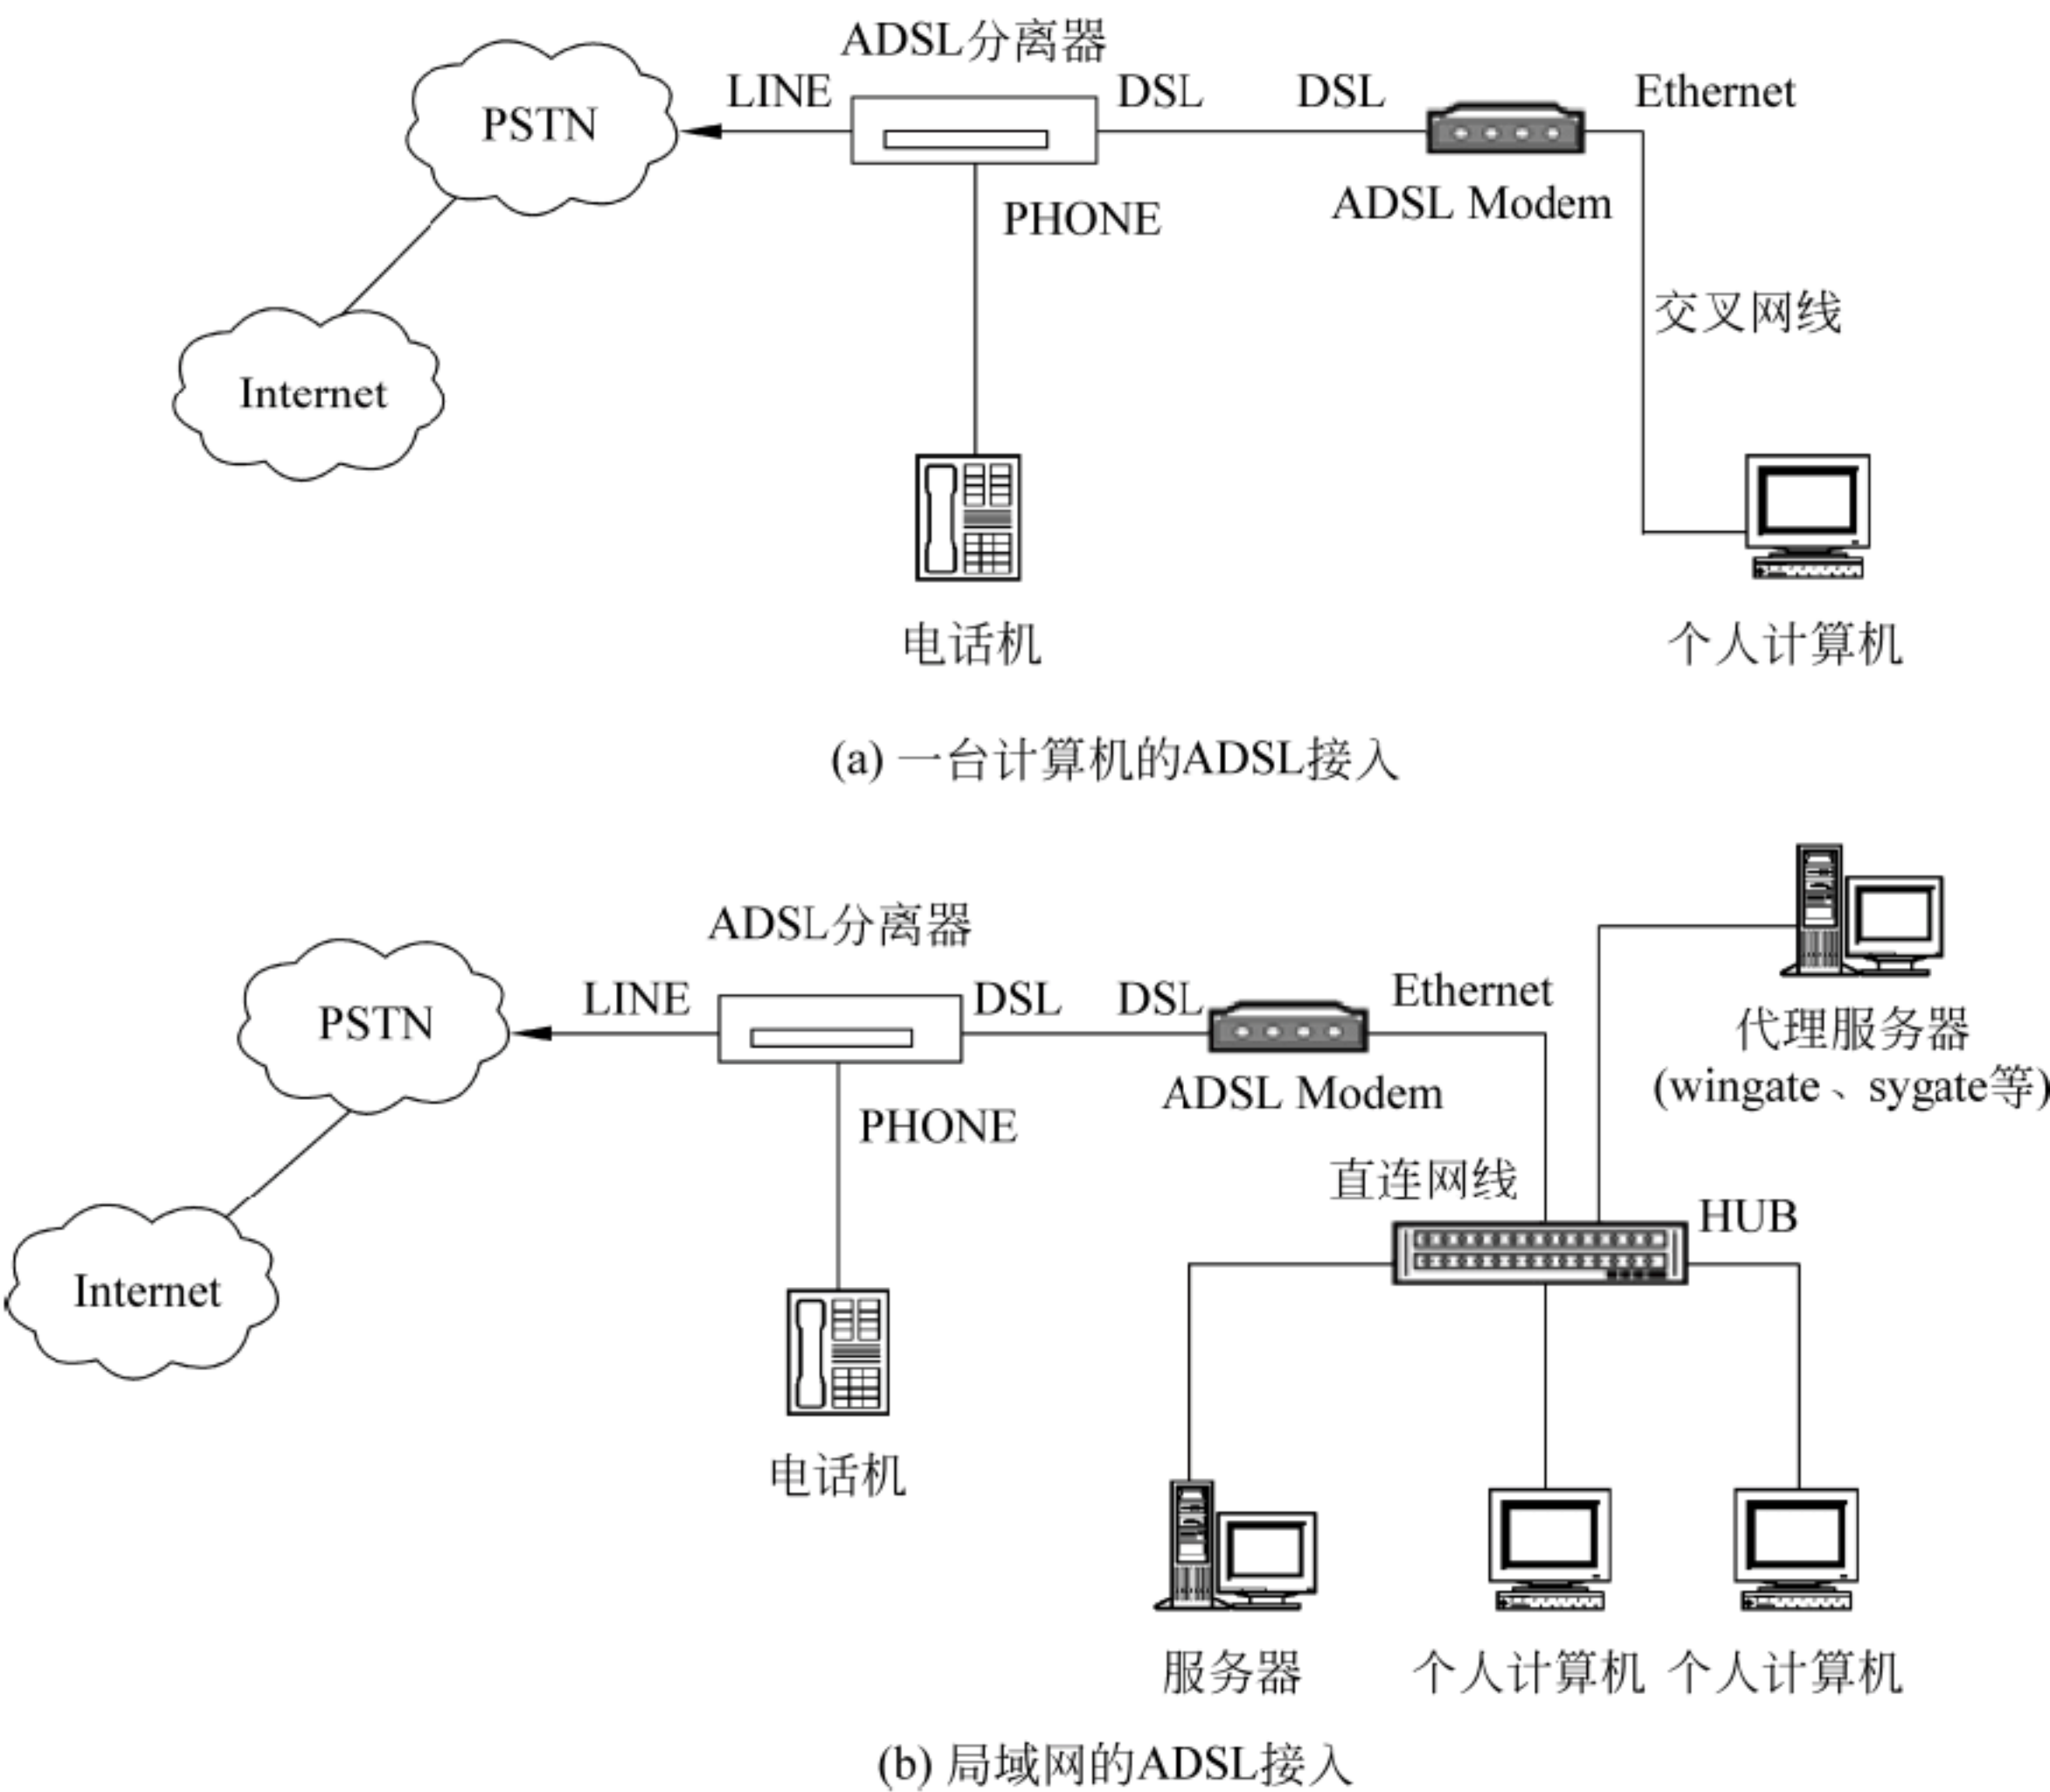 ADSL分离器
LINE
DSL
DSL
Ethernet
PSTN
ADSL Modem
PHONE
交叉网线
Internet
电话机
个人计算机
(a) 一台计算机的ADSL接入
ADSL分离器
LINE
DSL
DSL
Ethernet
PSTN
代理服务器
(wingate、sygate等)
ADSL Modem
PHONE
直连网线
HUB
Internet
电话机
服务器
个人计算机
个人计算机
(b) 局域网的ADSL接入